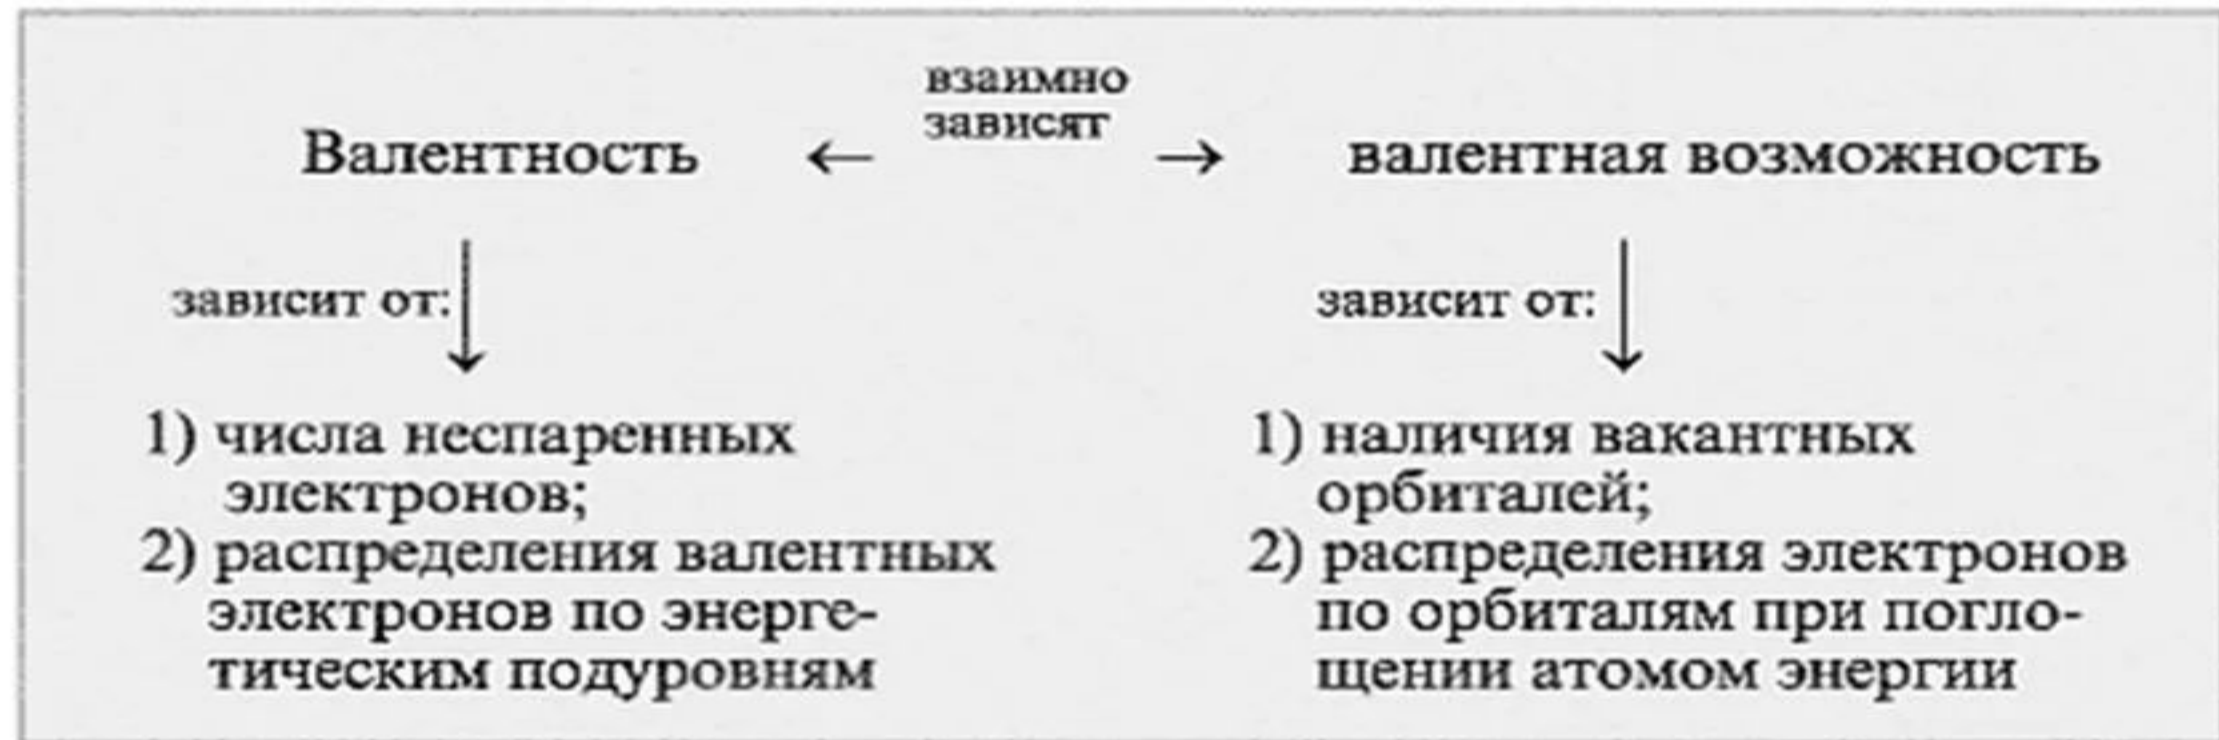 взаимно
зависят
Валентность ← → валентная возможность
зависит от:
1) числа неспаренных
электронов;
2) распределения валентных
электронов по энерге-
тическим подуровням
зависит от:
1) наличия вакантных
орбиталей;
2) распределения электронов
по орбиталям при погло-
щении атомом энергии